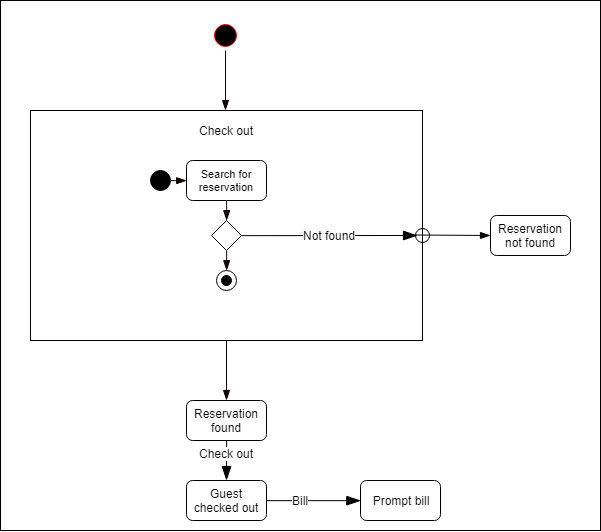 Check out
Search for
reservation
Not found
Reservation
not found
Reservation
found
Check out
Guest
checked out
Bill
Prompt bill